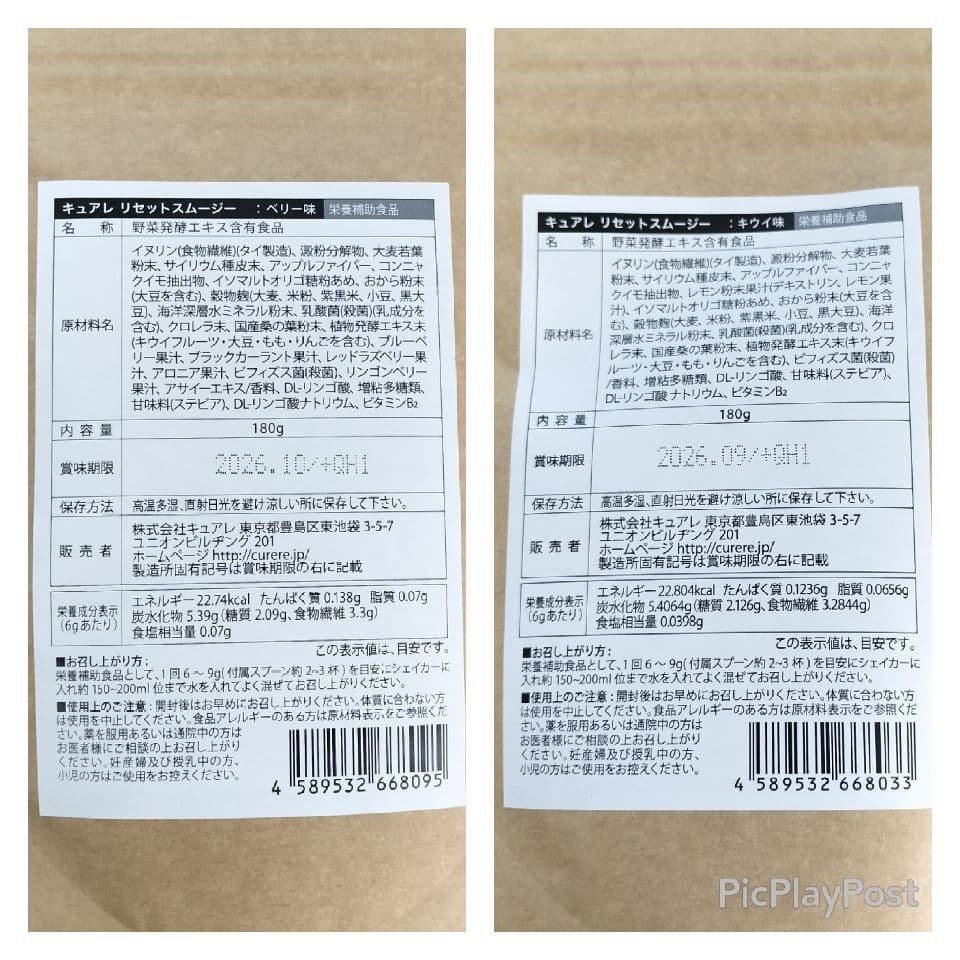 キュアレ リセットスムージー ：ベリー味 栄養補助食品
名 称 野菜発酵エキス含有食品
原材料名
イヌリン(食物繊維)(タイ製造)、澱粉分解物、大麦若葉
粉末、サイリウム種皮末、アップルファイバー、コンニャ
クイモ抽出物、イソマルトオリゴ糖粉あめ、おから粉末
(大豆を含む)、穀物麹(大麦、米粉、紫黒米、小豆、黒大
豆)、海洋深層水ミネラル粉末、乳酸菌(殺菌)(乳成分を
含む)、クロレラ末、国産桑の葉粉末、植物発酵エキス末
(キウイフルーツ・大豆・もも・りんごを含む)、ブルーベ
リー果汁、ブラックカーラント果汁、レッドラズベリー果
汁、アロニア果汁、ビフィズス菌(殺菌)、リンゴンベリー
果汁、アサイーエキス/香料、DL-リンゴ酸、増粘多糖類、
甘味料(ステビア)、DL-リンゴ酸ナトリウム、ビタミンB₂
内 容 量 180g
賞味期限 2026.10/+QH1
保存方法 高温多湿、直射日光を避け涼しい所に保存して下さい。
販 売 者
株式会社キュアレ 東京都豊島区東池袋 3-5-7
ユニオンビルヂング 201
ホームページ http://curere.jp/
製造所固有記号は賞味期限の右に記載
栄養成分表示
(6gあたり)
エネルギー 22.74kcal たんぱく質 0.138g 脂質 0.07g
炭水化物 5.39g(糖質 2.09g、食物繊維 3.3g)
食塩相当量 0.07g
この表示値は、目安です。
■お召し上がり方：
栄養補助食品として、1回 6 ～ 9g( 付属スプーン約 2~3 杯 ) を目安にシェイカーに
入れ約 150~200ml 位まで水を入れてよく混ぜてお召し上がりください。
■使用上のご注意：開封後はお早めにお召し上がりください。体質に合わない方
は使用を中止してください。食品アレルギーのある方は原材料表示をご参照くだ
さい。薬を服用あるいは通院中の方は
お医者様にご相談の上お召し上がり
ください。妊産婦及び授乳中の方、
小児の方はご使用をお控えください。
4 589532 668095
キュアレ リセットスムージー ：キウイ味 栄養補助食品
名 称 野菜発酵エキス含有食品
原材料名
イヌリン(食物繊維)(タイ製造)、澱粉分解物、大麦若葉
粉末、サイリウム種皮末、アップルファイバー、コンニャ
クイモ抽出物、レモン粉末果汁(デキストリン、レモン果
汁)、イソマルトオリゴ糖粉あめ、おから粉末(大豆を含
む)、穀物麹(大麦、米粉、紫黒米、小豆、黒大豆)、海洋
深層水ミネラル粉末、乳酸菌(殺菌)(乳成分を含む)、クロ
レラ末、国産桑の葉粉末、植物発酵エキス末(キウイフ
ルーツ・大豆・もも・りんごを含む)、ビフィズス菌(殺菌)
/香料、増粘多糖類、DL-リンゴ酸、甘味料(ステビア)、
DL-リンゴ酸 ナトリウム、ビタミンB₂
内 容 量 180g
賞味期限 2026.09/+QH1
保存方法 高温多湿、直射日光を避け涼しい所に保存して下さい。
販 売 者
株式会社キュアレ 東京都豊島区東池袋 3-5-7
ユニオンビルヂング 201
ホームページ http://curere.jp/
製造所固有記号は賞味期限の右に記載
栄養成分表示
(6gあたり)
エネルギー 22.804kcal たんぱく質 0.1236g 脂質 0.0656g
炭水化物 5.4064g(糖質 2.126g、食物繊維 3.2844g)
食塩相当量 0.0398g
この表示値は、目安です。
■お召し上がり方：
栄養補助食品として、1回 6 ～ 9g( 付属スプーン約 2~3 杯 ) を目安にシェイカーに
入れ約 150~200ml 位まで水を入れてよく混ぜてお召し上がりください。
■使用上のご注意：開封後はお早めにお召し上がりください。体質に合わない方
は使用を中止してください。食品アレルギーのある方は原材料表示をご参照くだ
さい。薬を服用あるいは通院中の方は
お医者様にご相談の上お召し上がり
ください。妊産婦及び授乳中の方、
小児の方はご使用をお控えください。
4 589532 668033
PicPlayPost